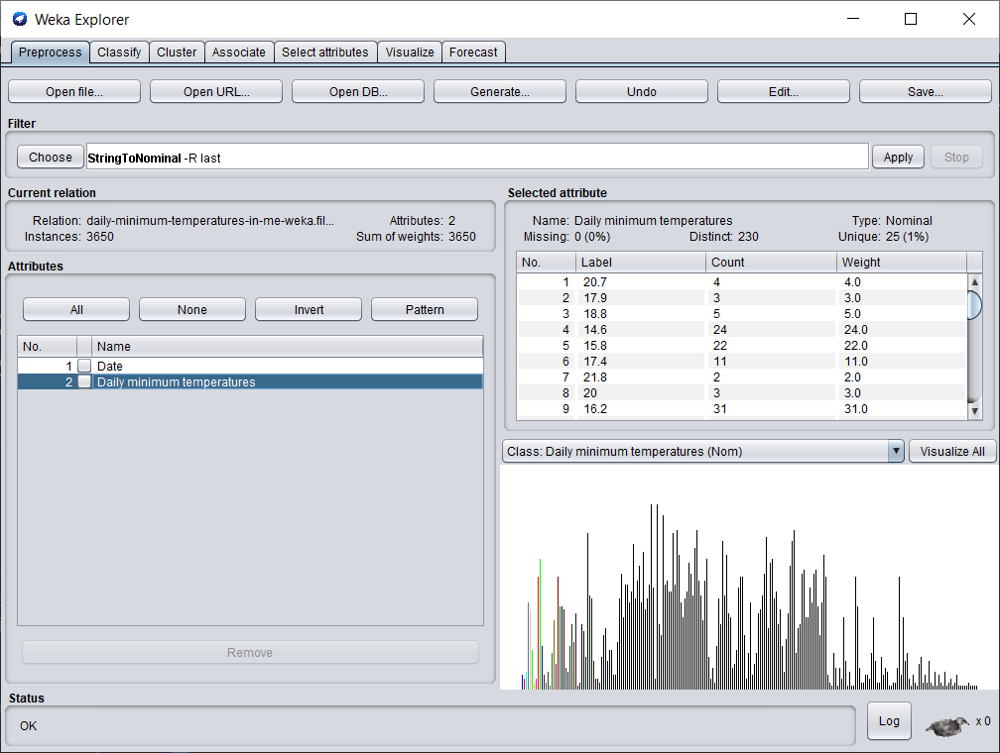 Weka Explorer
Preprocess Classify Cluster Associate Select attributes Visualize Forecast
Open file... Open URL... Open DB... Generate... Undo Edit... Save...
Filter
Choose StringToNominal -R last Apply Stop
Current relation
Relation: daily-minimum-temperatures-in-me-weka.fil... Attributes: 2
Instances: 3650 Sum of weights: 3650
Attributes
All None Invert Pattern
No. Name
1 Date
2 Daily minimum temperatures
Remove
Selected attribute
Name: Daily minimum temperatures Type: Nominal
Missing: 0 (0%) Distinct: 230 Unique: 25 (1%)
No. Label Count Weight
1 20.7 4 4.0
2 17.9 3 3.0
3 18.8 5 5.0
4 14.6 24 24.0
5 15.8 22 22.0
6 17.4 11 11.0
7 21.8 2 2.0
8 20 3 3.0
9 16.2 31 31.0
Class: Daily minimum temperatures (Nom) Visualize All
Status
OK Log x 0